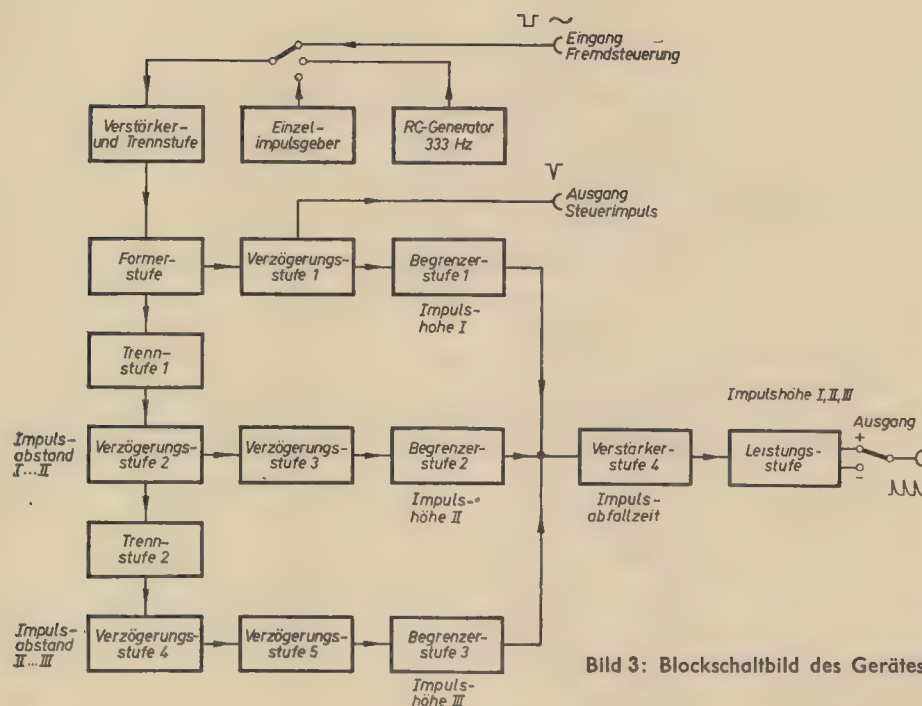 Eingang
Fremdsteuerung
Verstärker-
und Trennstufe
Einzel-
impulsgeber
RC-Generator
333 Hz
Ausgang
Steuerimpuls
Former-
stufe
Verzögerungs-
stufe 1
Begrenzer-
stufe 1
Impuls-
höhe I
Trenn-
stufe 1
Impulshöhe I, II, III
Impuls-
abstand
I...II
Verzögerungs-
stufe 2
Verzögerungs-
stufe 3
Begrenzer-
stufe 2
Impuls-
höhe II
Verstärker-
stufe 4
Impuls-
abfallzeit
Leistungs-
stufe
Ausgang
+
-
Trenn-
stufe 2
Impuls-
abstand
II...III
Verzögerungs-
stufe 4
Verzögerungs-
stufe 5
Begrenzer-
stufe 3
Impuls-
höhe III
Bild 3: Blockschaltbild des Gerätes